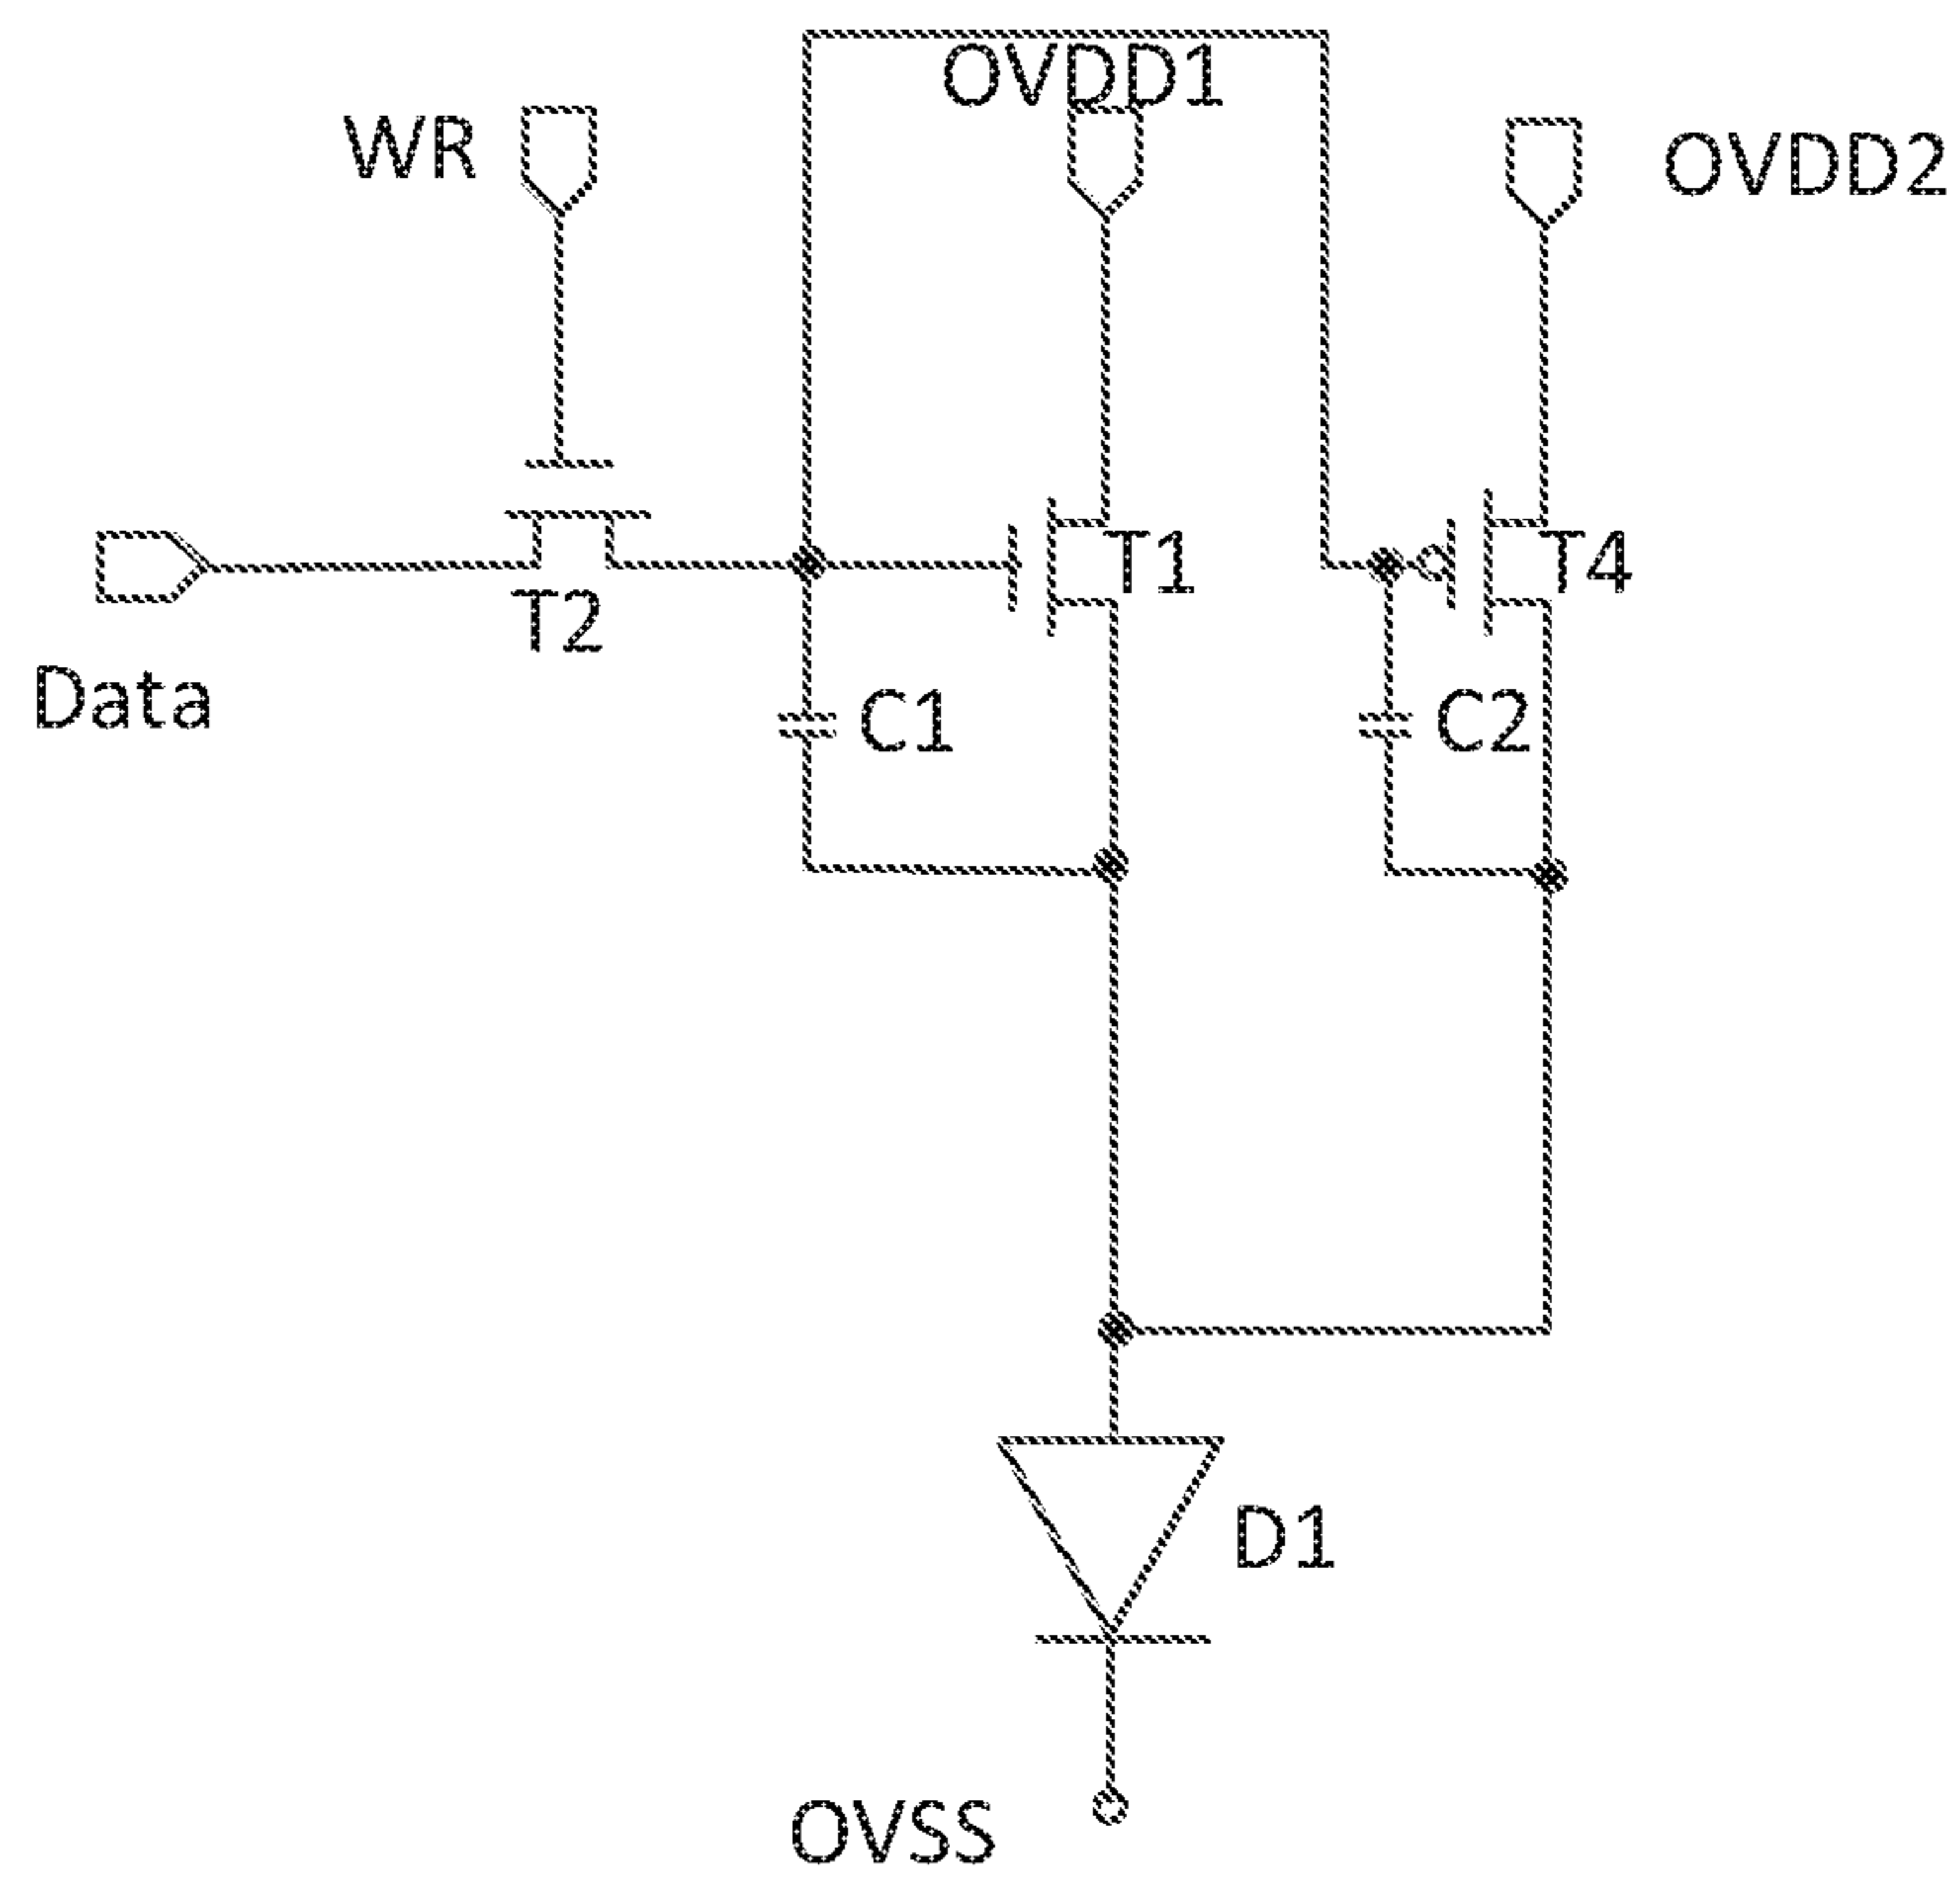 OVDD1
WR
OVDD2
T1
T4
T2
Data
C1
C2
D1
OVSS